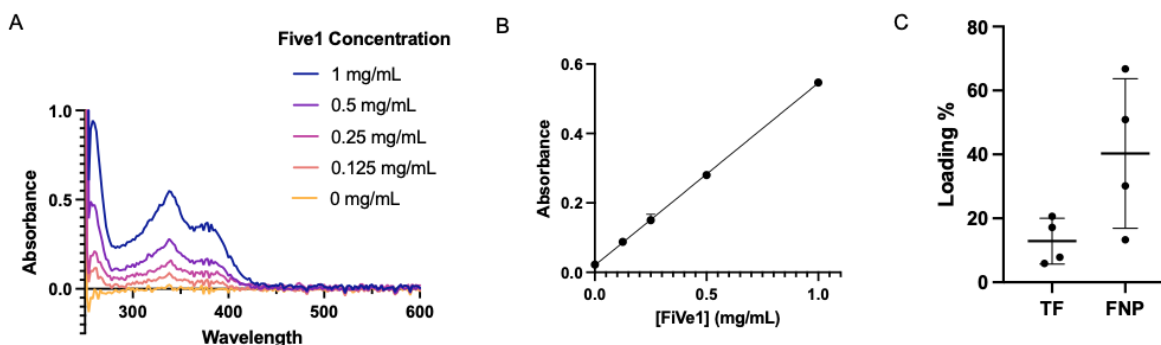 A
Five1 Concentration
1 mg/mL
0.5 mg/mL
0.25 mg/mL
0.125 mg/mL
0 mg/mL
1.0
0.5
0.0
Absorbance
300
400
500
600
Wavelength
B
0.6
0.4
0.2
0.0
Absorbance
0.0
0.5
1.0
[FiVe1] (mg/mL)
C
80
60
40
20
0
Loading %
TF
FNP